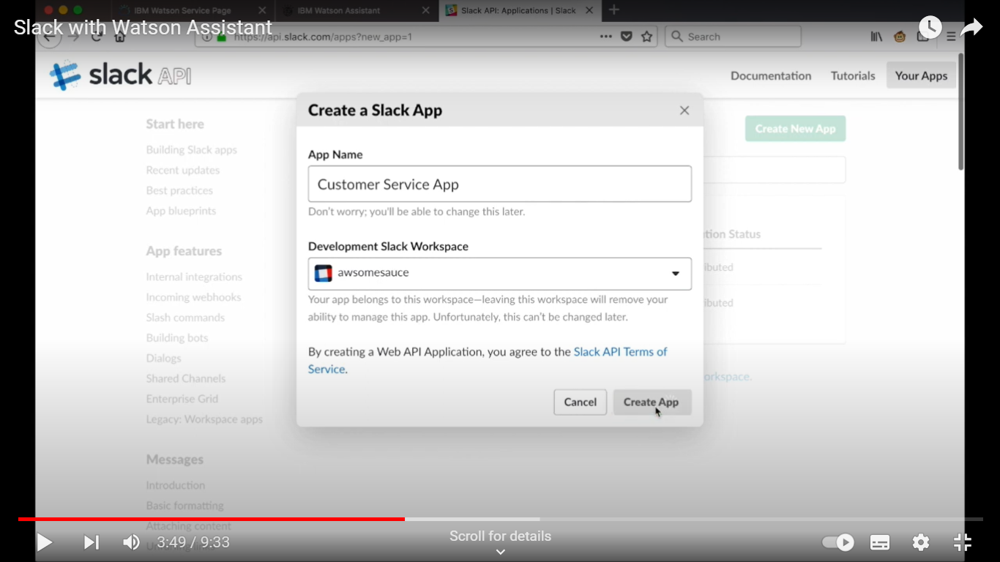 IBM Watson Service Page
IBM Watson Assistant
Slack API: Applications | Slack
Slack with Watson Assistant
https://api.slack.com/apps?new_app=1
Search
slack API
Documentation
Tutorials
Your Apps
Create a Slack App
Start here
Building Slack apps
Recent updates
Best practices
App blueprints
App features
Internal integrations
Incoming webhooks
Slash commands
Building bots
Dialogs
Shared Channels
Enterprise Grid
Legacy: Workspace apps
Messages
Introduction
Basic formatting
Attaching content
Create New App
App Name
Customer Service App
Don't worry; you'll be able to change this later.
Development Slack Workspace
awsomesauce
Your app belongs to this workspace—leaving this workspace will remove your
ability to manage this app. Unfortunately, this can't be changed later.
By creating a Web API Application, you agree to the Slack API Terms of
Service.
Cancel
Create App
tion Status
ibuted
ibuted
orkspace.
3:49 / 9:33
Scroll for details